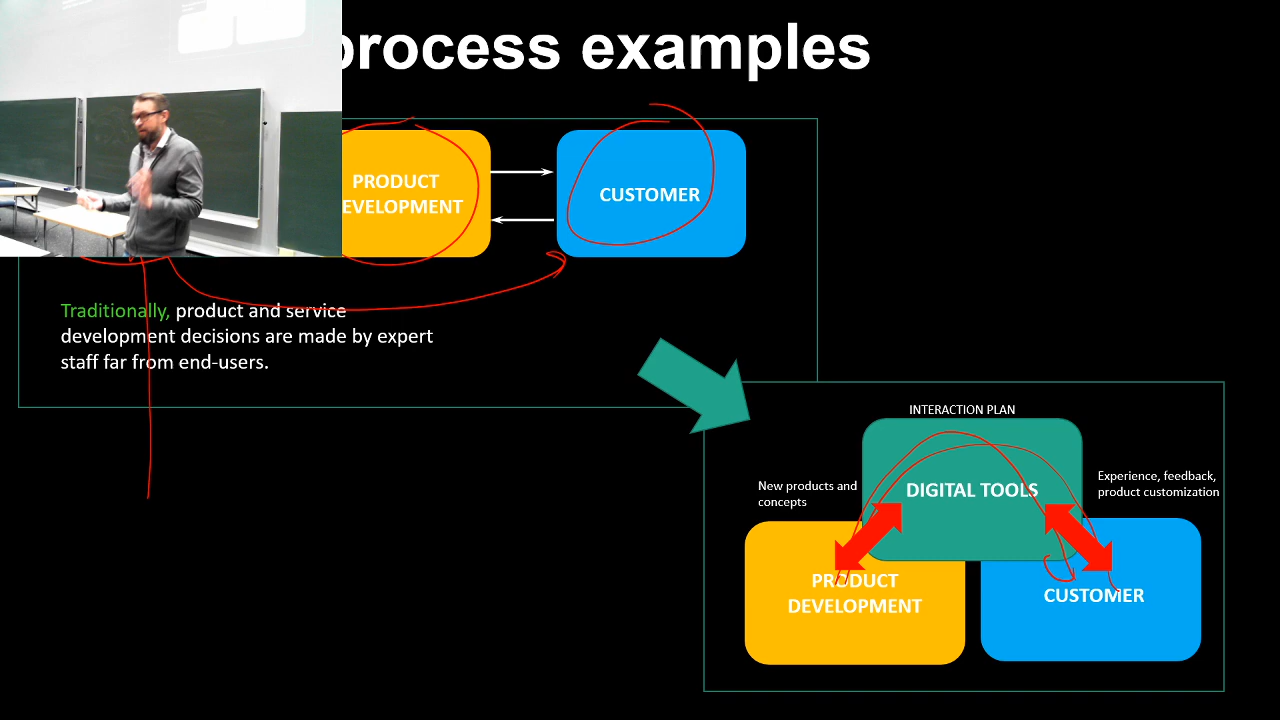 process examples
PRODUCT
EVELOPMENT
CUSTOMER
Traditionally, product and service
development decisions are made by expert
staff far from end-users.
INTERACTION PLAN
New products and
concepts
DIGITAL TOOLS
Experience, feedback,
product customization
PRODUCT
DEVELOPMENT
CUSTOMER